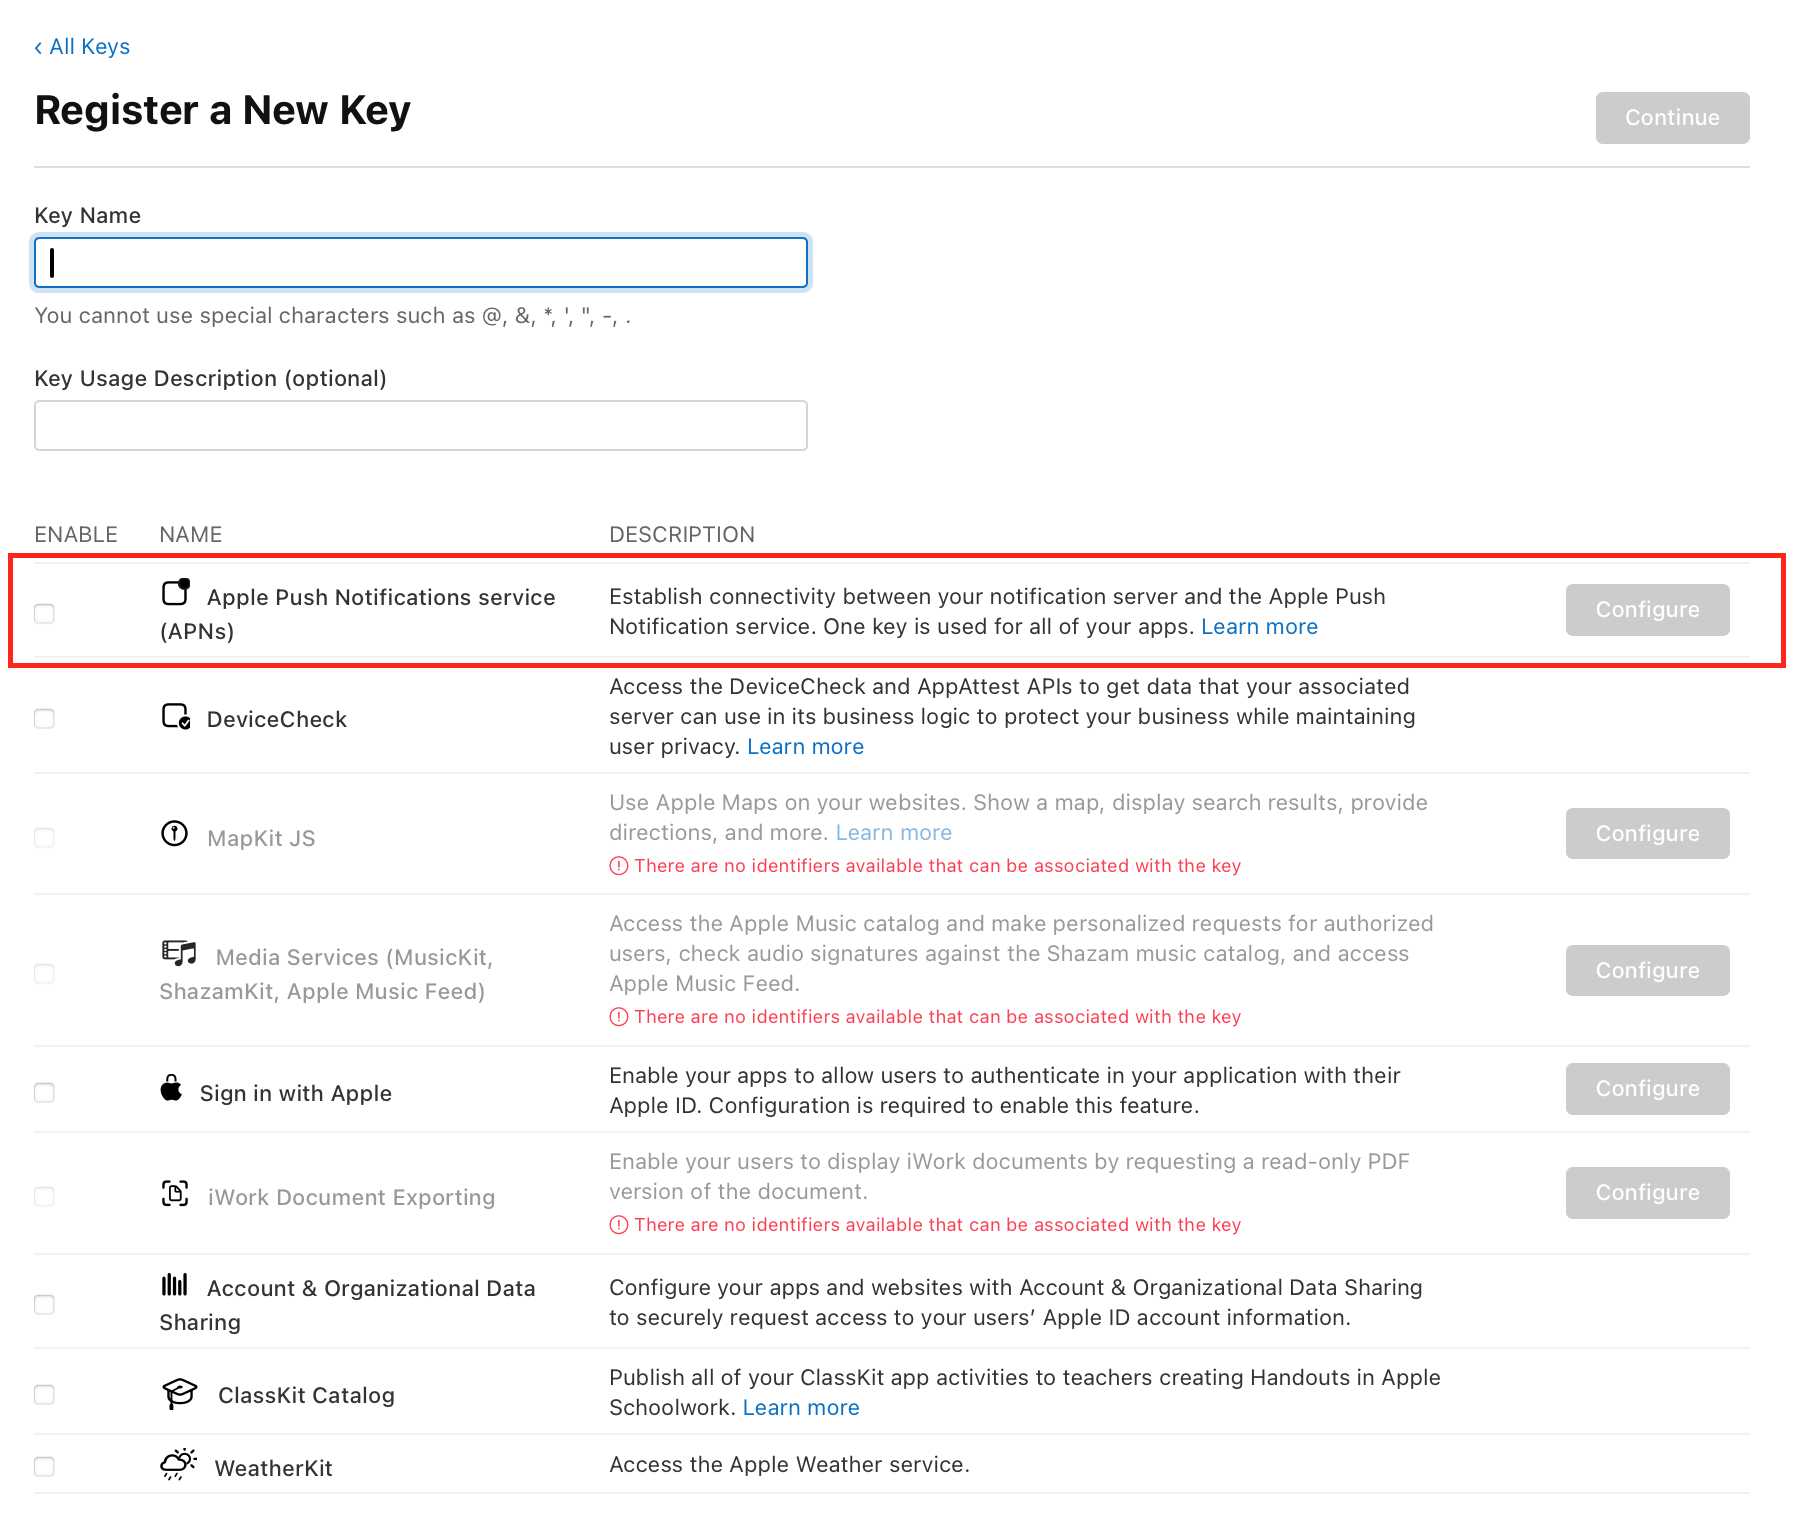 ‹ All Keys
Register a New Key
Continue
Key Name
You cannot use special characters such as @, &, *, ', ", -, .
Key Usage Description (optional)
ENABLE NAME DESCRIPTION
Apple Push Notifications service
(APNs)
Establish connectivity between your notification server and the Apple Push
Notification service. One key is used for all of your apps. Learn more
Configure
DeviceCheck
Access the DeviceCheck and AppAttest APIs to get data that your associated
server can use in its business logic to protect your business while maintaining
user privacy. Learn more
MapKit JS
Use Apple Maps on your websites. Show a map, display search results, provide
directions, and more. Learn more
There are no identifiers available that can be associated with the key
Configure
Media Services (MusicKit,
ShazamKit, Apple Music Feed)
Access the Apple Music catalog and make personalized requests for authorized
users, check audio signatures against the Shazam music catalog, and access
Apple Music Feed.
There are no identifiers available that can be associated with the key
Configure
Sign in with Apple
Enable your apps to allow users to authenticate in your application with their
Apple ID. Configuration is required to enable this feature.
Configure
iWork Document Exporting
Enable your users to display iWork documents by requesting a read-only PDF
version of the document.
There are no identifiers available that can be associated with the key
Configure
Account & Organizational Data
Sharing
Configure your apps and websites with Account & Organizational Data Sharing
to securely request access to your users’ Apple ID account information.
ClassKit Catalog
Publish all of your ClassKit app activities to teachers creating Handouts in Apple
Schoolwork. Learn more
WeatherKit
Access the Apple Weather service.